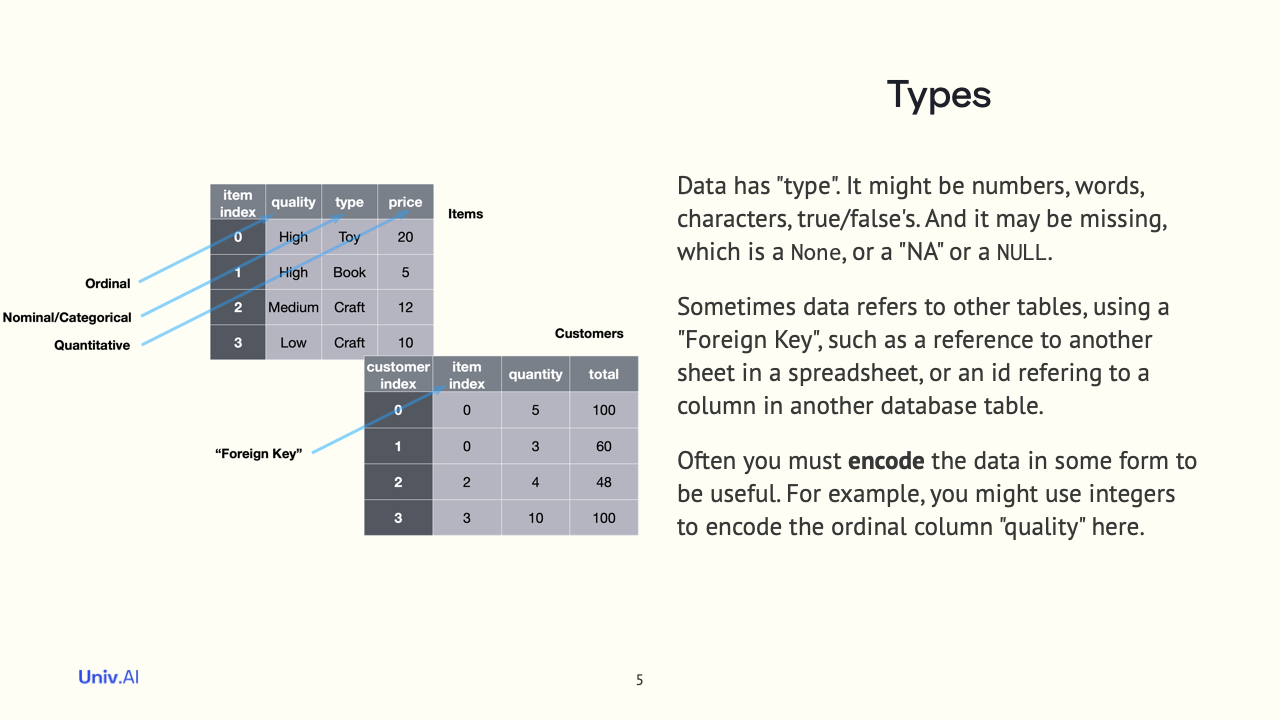 Types
item index quality type price
0 High Toy 20
1 High Book 5
2 Medium Craft 12
3 Low Craft 10
Items
Ordinal
Nominal/Categorical
Quantitative
Customers
customer index item index quantity total
0 0 5 100
1 0 3 60
2 2 4 48
3 3 10 100
“Foreign Key”
Data has "type". It might be numbers, words,
characters, true/false's. And it may be missing,
which is a None, or a "NA" or a NULL.
Sometimes data refers to other tables, using a
"Foreign Key", such as a reference to another
sheet in a spreadsheet, or an id refering to a
column in another database table.
Often you must encode the data in some form to
be useful. For example, you might use integers
to encode the ordinal column "quality" here.
Univ.AI
5